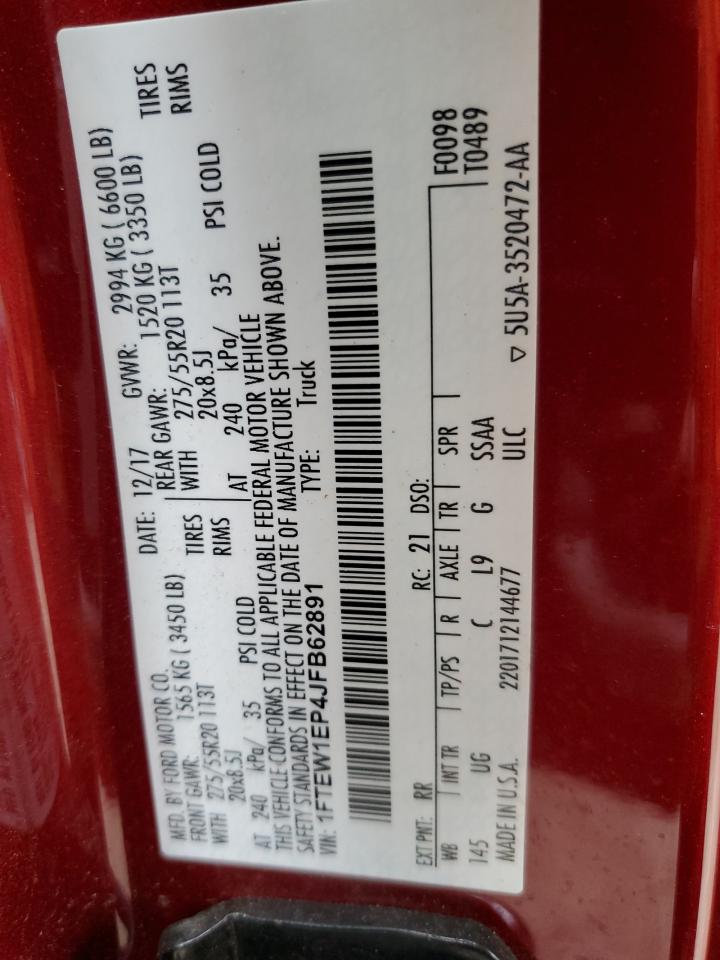 MFD. BY FORD MOTOR CO. DATE: 12/17 GVWR: 2994 KG ( 6600 LB)
FRONT GAWR: 1565 KG ( 3450 LB) REAR GAWR: 1520 KG ( 3350 LB)
WITH 275/55R20 113T TIRES WITH 275/55R20 113T TIRES
20x8.5J RIMS 20x8.5J RIMS
AT 240 kPa/ 35 PSI COLD AT 240 kPa/ 35 PSI COLD
THIS VEHICLE CONFORMS TO ALL APPLICABLE FEDERAL MOTOR VEHICLE
SAFETY STANDARDS IN EFFECT ON THE DATE OF MANUFACTURE SHOWN ABOVE.
VIN: 1FTEW1EP4JFB62891 TYPE: Truck
F0098
EXT PNT: RR RC: 21 DSO: T0489
WB INT TR TP/PS R AXLE TR SPR
145 UG C L9 G SSAA
MADE IN U.S.A. 2201712144677 ULC ▽ 5U5A-3520472-AA